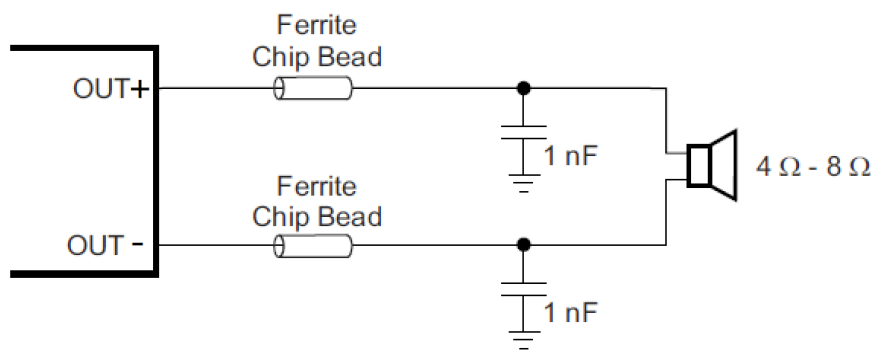 Ferrite
Chip Bead
OUT+
1 nF
4 Ω - 8 Ω
Ferrite
Chip Bead
OUT -
1 nF